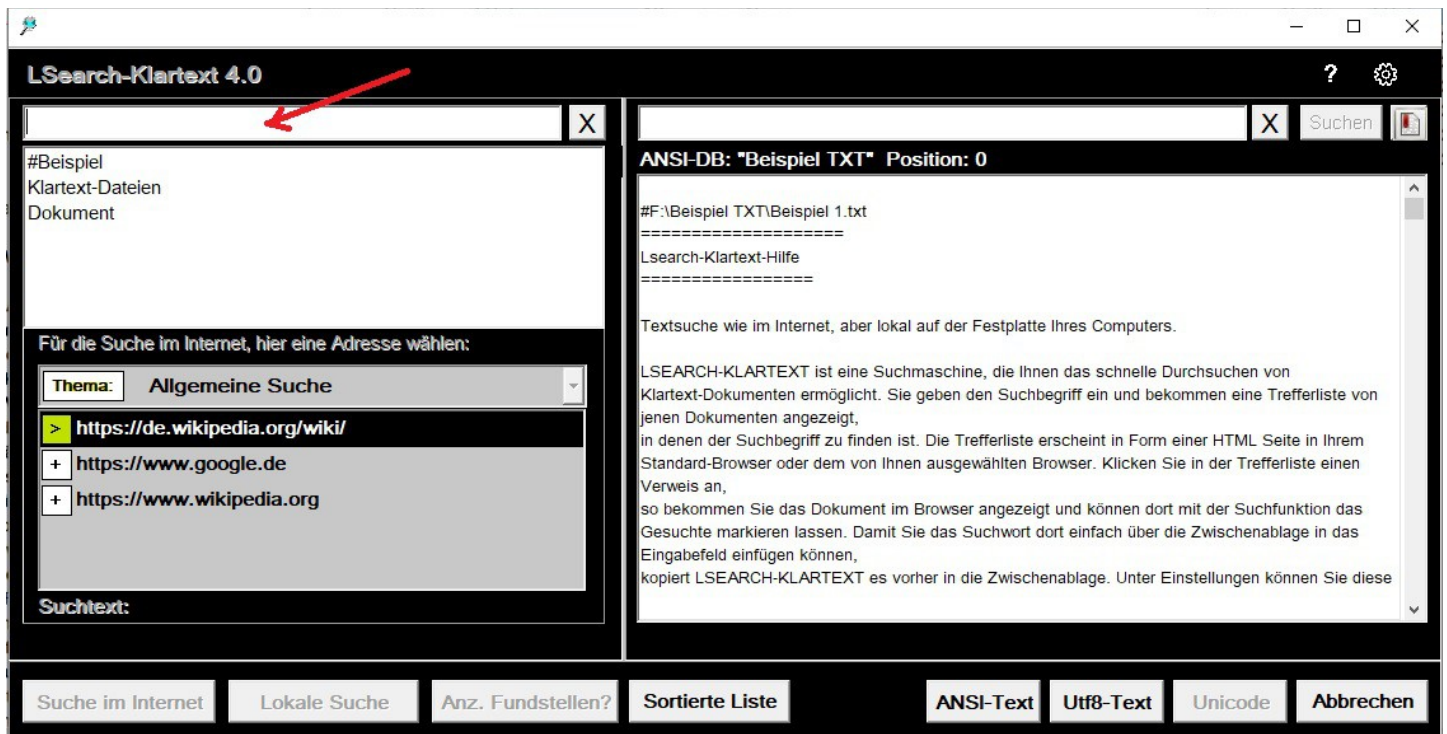 LSearch-Klartext 4.0
?
X
#Beispiel
Klartext-Dateien
Dokument
Für die Suche im Internet, hier eine Adresse wählen:
Thema: Allgemeine Suche
> https://de.wikipedia.org/wiki/
+ https://www.google.de
+ https://www.wikipedia.org
Suchtext:
X Suchen
ANSI-DB: "Beispiel TXT" Position: 0
#F:\Beispiel TXT\Beispiel 1.txt
====================
Lsearch-Klartext-Hilfe
=================
Textsuche wie im Internet, aber lokal auf der Festplatte Ihres Computers.
LSEARCH-KLARTEXT ist eine Suchmaschine, die Ihnen das schnelle Durchsuchen von
Klartext-Dokumenten ermöglicht. Sie geben den Suchbegriff ein und bekommen eine Trefferliste von
jenen Dokumenten angezeigt,
in denen der Suchbegriff zu finden ist. Die Trefferliste erscheint in Form einer HTML Seite in Ihrem
Standard-Browser oder dem von Ihnen ausgewählten Browser. Klicken Sie in der Trefferliste einen
Verweis an,
so bekommen Sie das Dokument im Browser angezeigt und können dort mit der Suchfunktion das
Gesuchte markieren lassen. Damit Sie das Suchwort dort einfach über die Zwischenablage in das
Eingabefeld einfügen können,
kopiert LSEARCH-KLARTEXT es vorher in die Zwischenablage. Unter Einstellungen können Sie diese
Suche im Internet Lokale Suche Anz. Fundstellen? Sortierte Liste ANSI-Text Utf8-Text Unicode Abbrechen